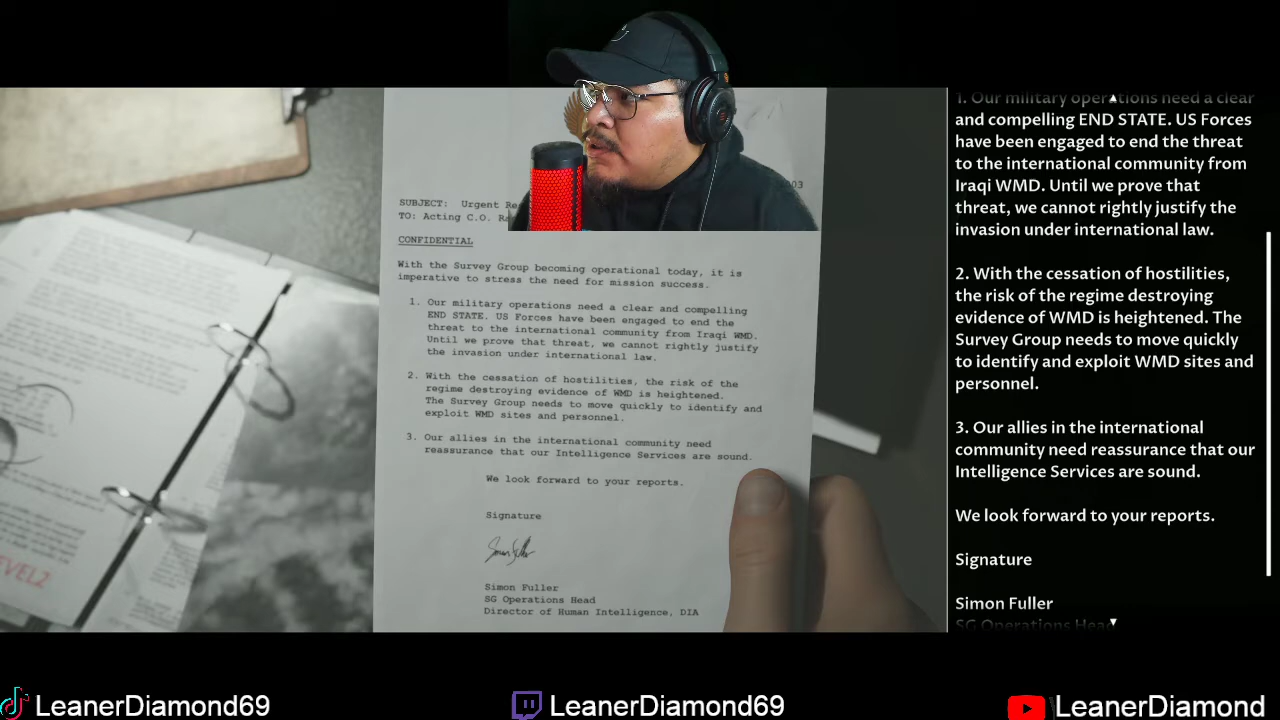 03
SUBJECT: Urgent
TO: Acting C.O.
CONFIDENTIAL
With the Survey Group becoming operational today, it is
imperative to stress the need for mission success.
1. Our military operations need a clear and compelling
END STATE. US Forces have been engaged to end the
threat to the international community from Iraqi WMD.
Until we prove that threat, we cannot rightly justify
the invasion under international law.
2. With the cessation of hostilities, the risk of the
regime destroying evidence of WMD is heightened.
The Survey Group needs to move quickly to identify and
exploit WMD sites and personnel.
3. Our allies in the international community need
reassurance that our Intelligence Services are sound.
We look forward to your reports.
Signature
Simon Fuller
SG Operations Head
Director of Human Intelligence, DIA
LEVEL2
1. Our military operations need a clear
and compelling END STATE. US Forces
have been engaged to end the threat
to the international community from
Iraqi WMD. Until we prove that
threat, we cannot rightly justify the
invasion under international law.
2. With the cessation of hostilities,
the risk of the regime destroying
evidence of WMD is heightened. The
Survey Group needs to move quickly
to identify and exploit WMD sites and
personnel.
3. Our allies in the international
community need reassurance that our
Intelligence Services are sound.
We look forward to your reports.
Signature
Simon Fuller
SG Operations Head
LeanerDiamond69
LeanerDiamond69
LeanerDiamond